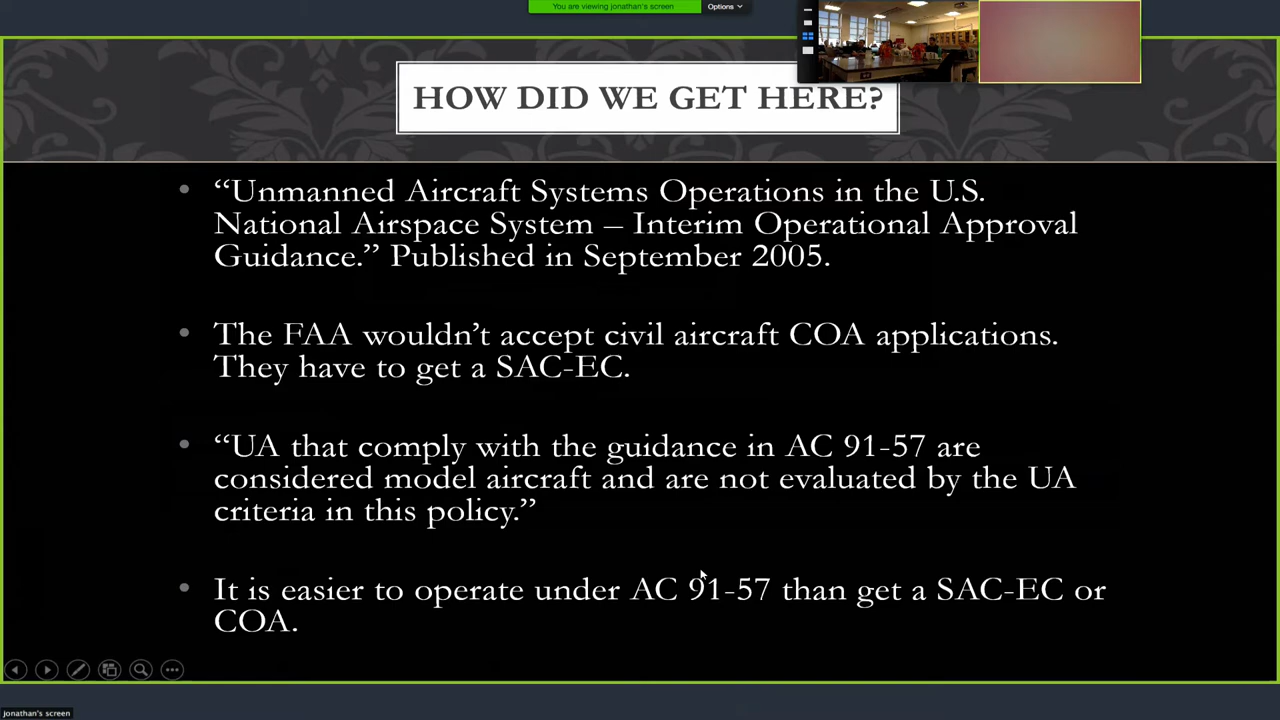 You are viewing jonathan's screen
Options
HOW DID WE GET HERE?
• “Unmanned Aircraft Systems Operations in the U.S.
National Airspace System – Interim Operational Approval
Guidance.” Published in September 2005.
• The FAA wouldn’t accept civil aircraft COA applications.
They have to get a SAC-EC.
• “UA that comply with the guidance in AC 91-57 are
considered model aircraft and are not evaluated by the UA
criteria in this policy.”
• It is easier to operate under AC 91-57 than get a SAC-EC or
COA.
jonathan's screen